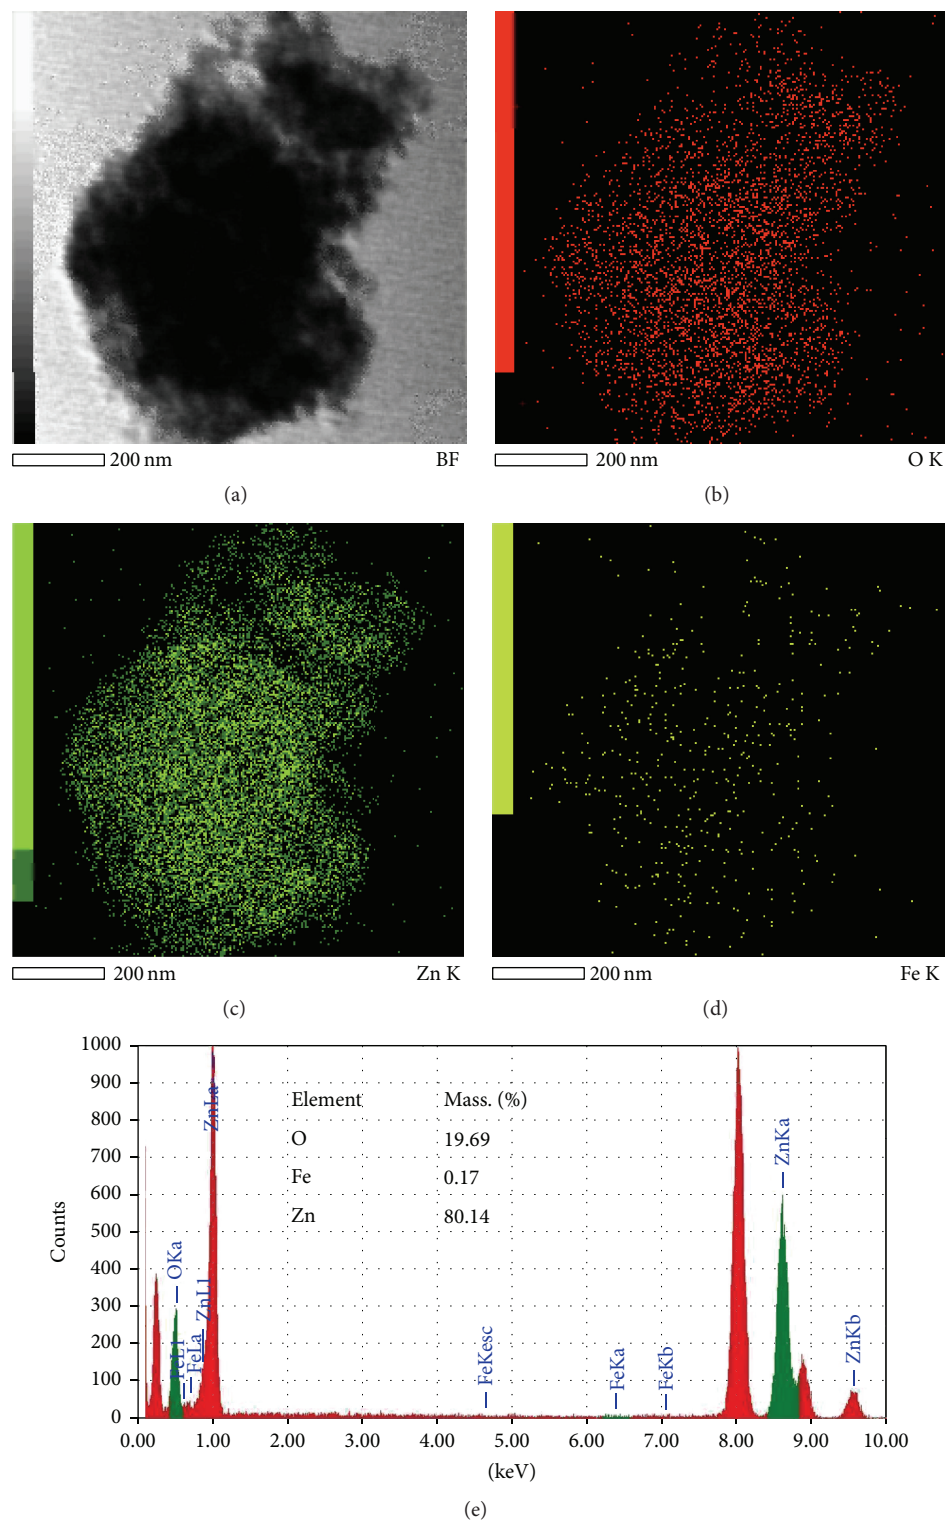 200 nm BF
(a)
200 nm O K
(b)
200 nm Zn K
(c)
200 nm Fe K
(d)
1000
900
800
700
600
500
400
300
200
100
0
Counts
Element Mass. (%)
O 19.69
Fe 0.17
Zn 80.14
OKa
FeL1
FeLa
ZnL1
ZnLa
FeKesc
FeKa
FeKb
ZnKa
ZnKb
0.00 1.00 2.00 3.00 4.00 5.00 6.00 7.00 8.00 9.00 10.00
(keV)
(e)